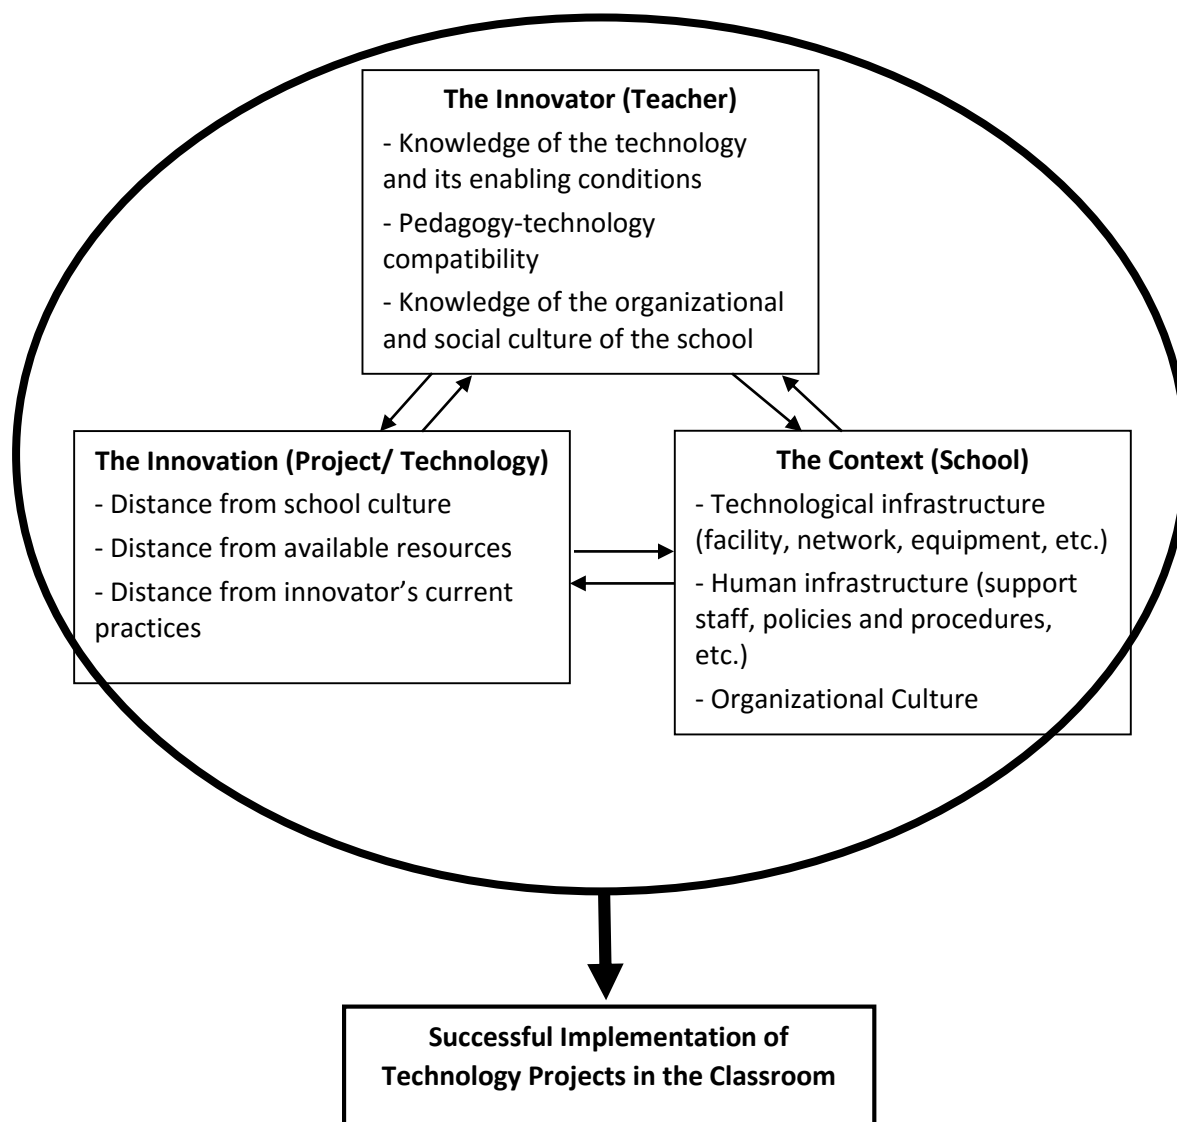 The Innovator (Teacher)
- Knowledge of the technology
and its enabling conditions
- Pedagogy-technology
compatibility
- Knowledge of the organizational
and social culture of the school
The Innovation (Project/ Technology)
- Distance from school culture
- Distance from available resources
- Distance from innovator’s current
practices
The Context (School)
- Technological infrastructure
(facility, network, equipment, etc.)
- Human infrastructure (support
staff, policies and procedures,
etc.)
- Organizational Culture
Successful Implementation of
Technology Projects in the Classroom